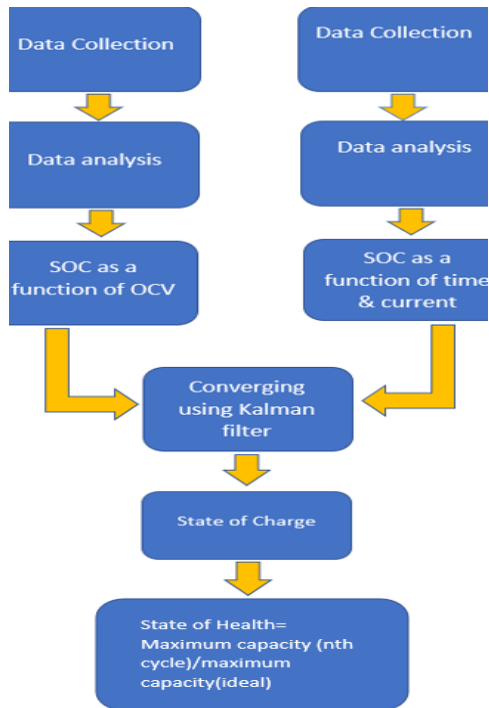 Data Collection
Data Collection
Data analysis
Data analysis
SOC as a
function of OCV
SOC as a
function of time
& current
Converging
using Kalman
filter
State of Charge
State of Health=
Maximum capacity (nth
cycle)/maximum
capacity(ideal)